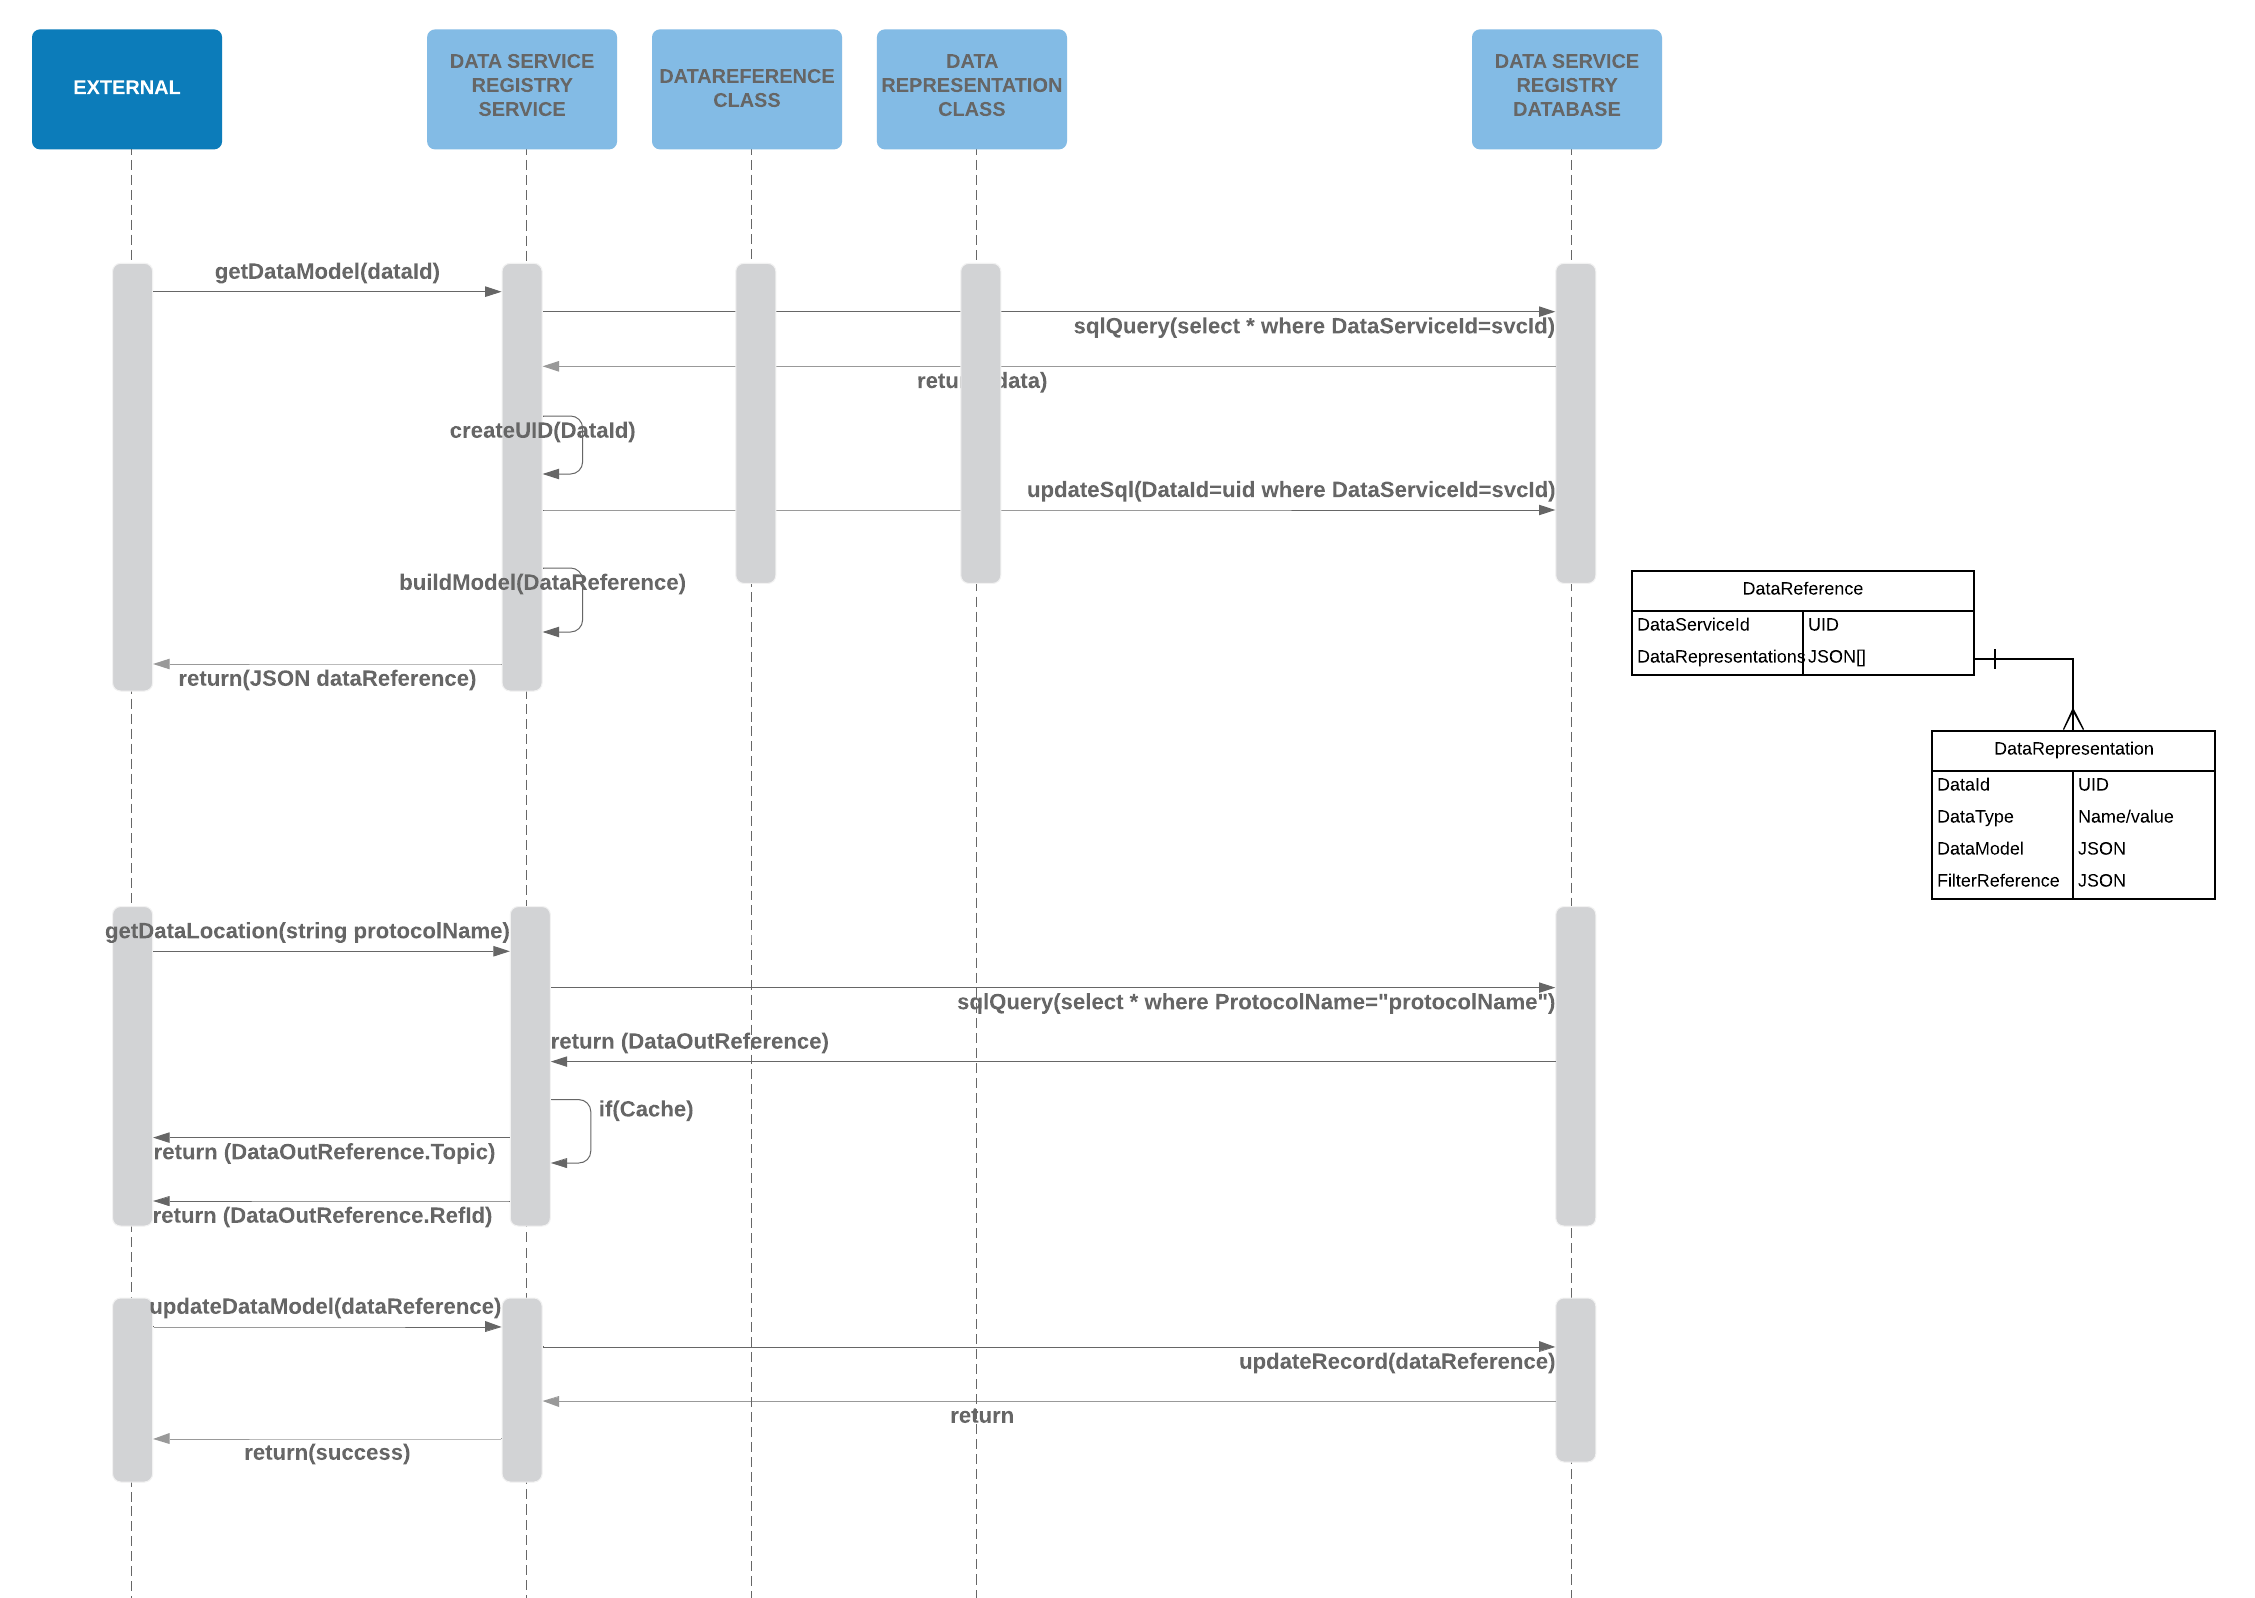 EXTERNAL
DATA SERVICE
REGISTRY
SERVICE
DATAREFERENCE
CLASS
DATA
REPRESENTATION
CLASS
DATA SERVICE
REGISTRY
DATABASE
getDataModel(dataId)
sqlQuery(select * where DataServiceId=svcId)
return(data)
createUID(DataId)
updateSql(DataId=uid where DataServiceId=svcId)
buildModel(DataReference)
return(JSON dataReference)
DataReference
DataServiceId UID
DataRepresentations JSON[]
DataRepresentation
DataId UID
DataType Name/value
DataModel JSON
FilterReference JSON
getDataLocation(string protocolName)
sqlQuery(select * where ProtocolName="protocolName")
return (DataOutReference)
if(Cache)
return (DataOutReference.Topic)
return (DataOutReference.RefId)
updateDataModel(dataReference)
updateRecord(dataReference)
return
return(success)